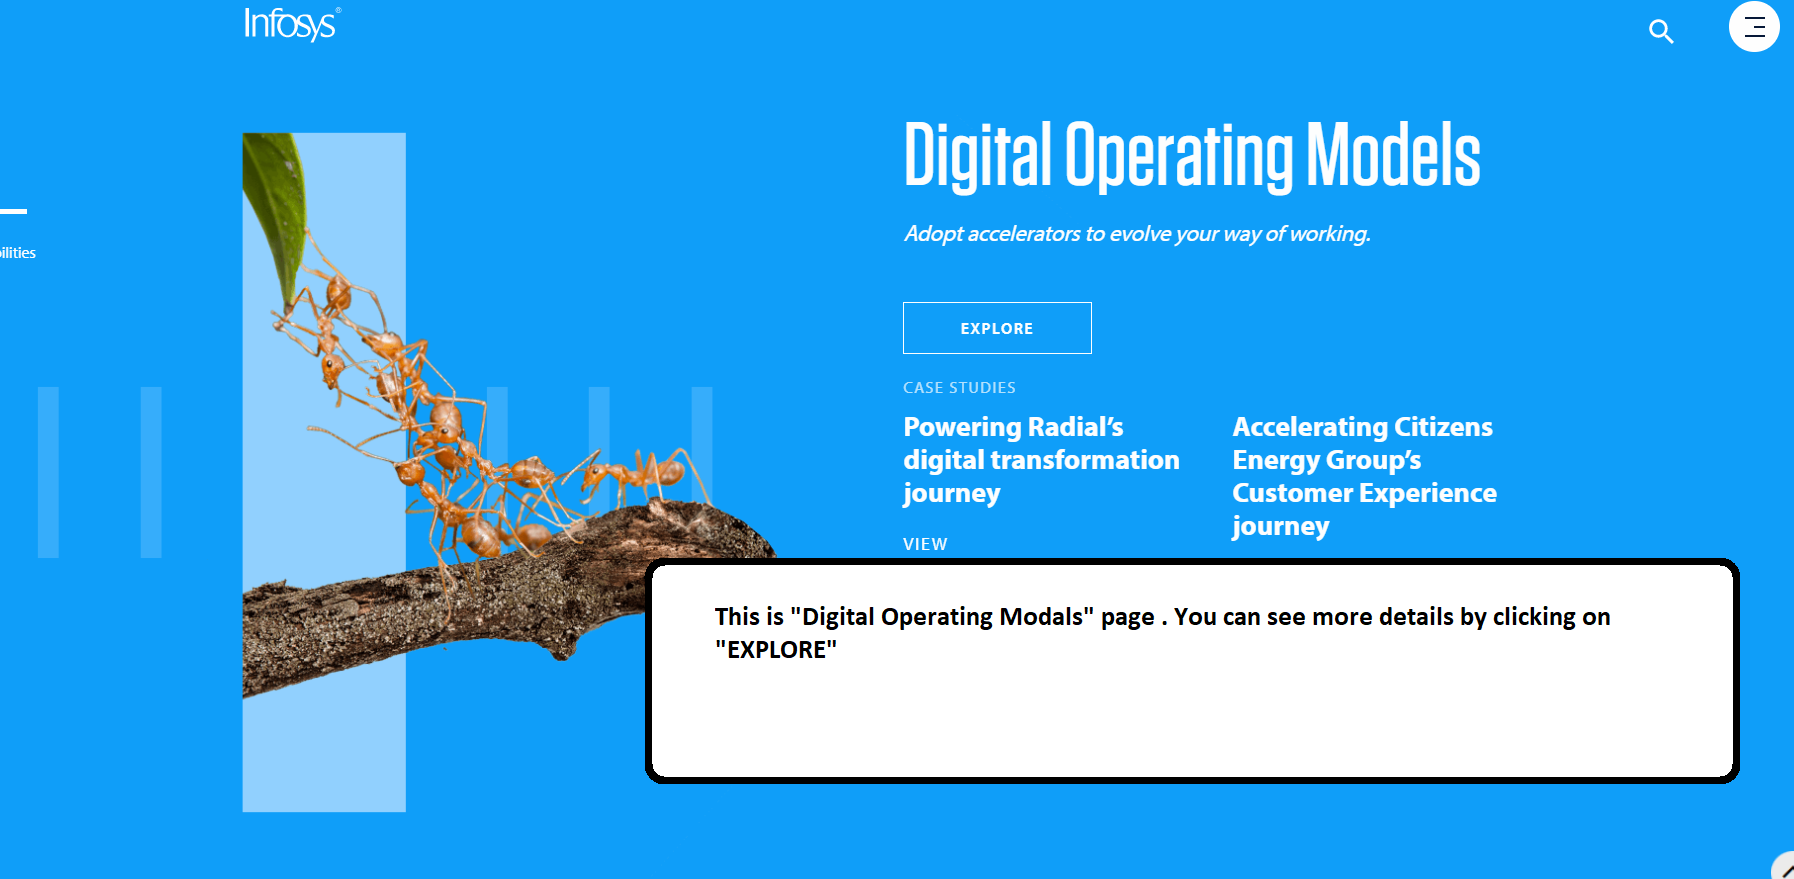 Infosys®
ilities
Digital Operating Models
Adopt accelerators to evolve your way of working.
EXPLORE
CASE STUDIES
Powering Radial’s
digital transformation
journey
VIEW
Accelerating Citizens
Energy Group’s
Customer Experience
journey
This is "Digital Operating Modals" page . You can see more details by clicking on
"EXPLORE"